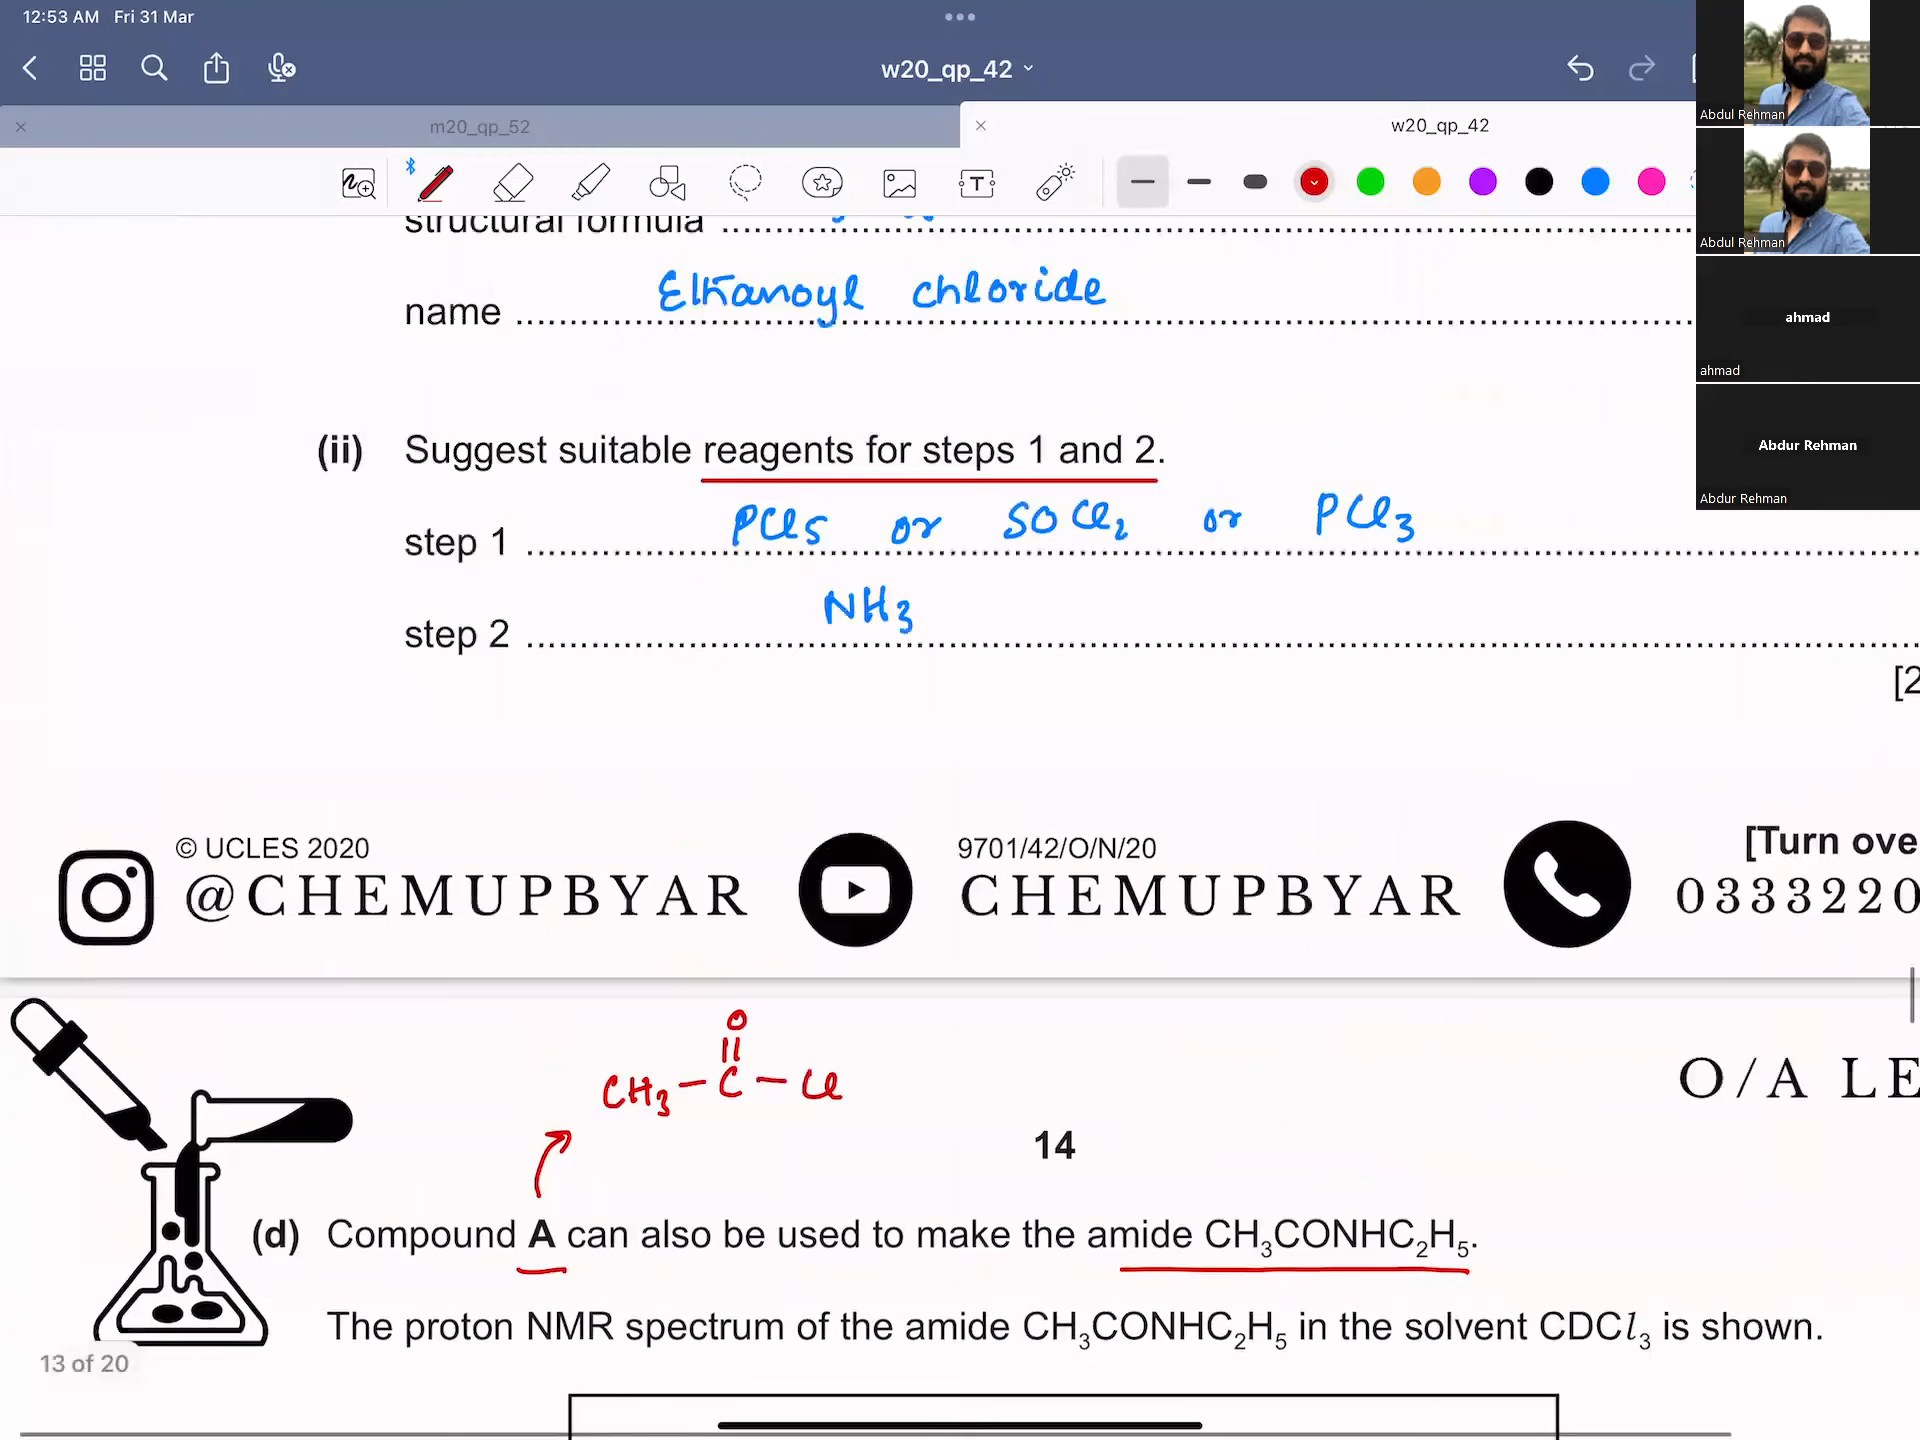 12:53 AM Fri 31 Mar
w20_qp_42
m20_qp_52
w20_qp_42
Abdul Rehman
Abdul Rehman
ahmad
ahmad
Abdur Rehman
Abdur Rehman
structural formula
name Ethanoyl chloride
(ii) Suggest suitable reagents for steps 1 and 2.
step 1 PCl5 or SOCl2 or PCl3
step 2 NH3
[2
© UCLES 2020
9701/42/O/N/20
[Turn ove
@CHEMUPBYAR
CHEMUPBYAR
0333220
O
||
CH3 – C – Cl
O/A LE
14
(d) Compound A can also be used to make the amide CH3CONHC2H5.
The proton NMR spectrum of the amide CH3CONHC2H5 in the solvent CDCl3 is shown.
13 of 20